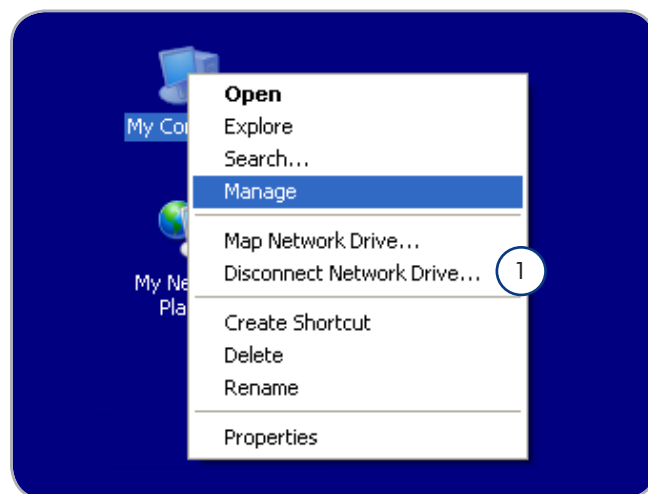 My Co
Open
Explore
Search...
Manage
Map Network Drive...
Disconnect Network Drive...
1
My Ne
Pla
Create Shortcut
Delete
Rename
Properties